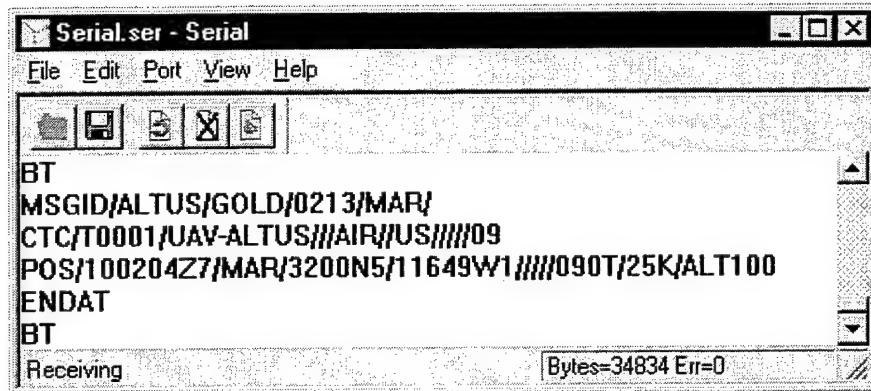 Serial.ser - Serial
File Edit Port View Help
BT
MSGID/ALTUS/GOLD/0213/MAR/
CTC/T0001/UAV-ALTUS///AIR//US/////09
POS/100204Z7/MAR/3200N5/11649W1/////090T/25K/ALT100
ENDAT
BT
Receiving Bytes=34834 Err=0